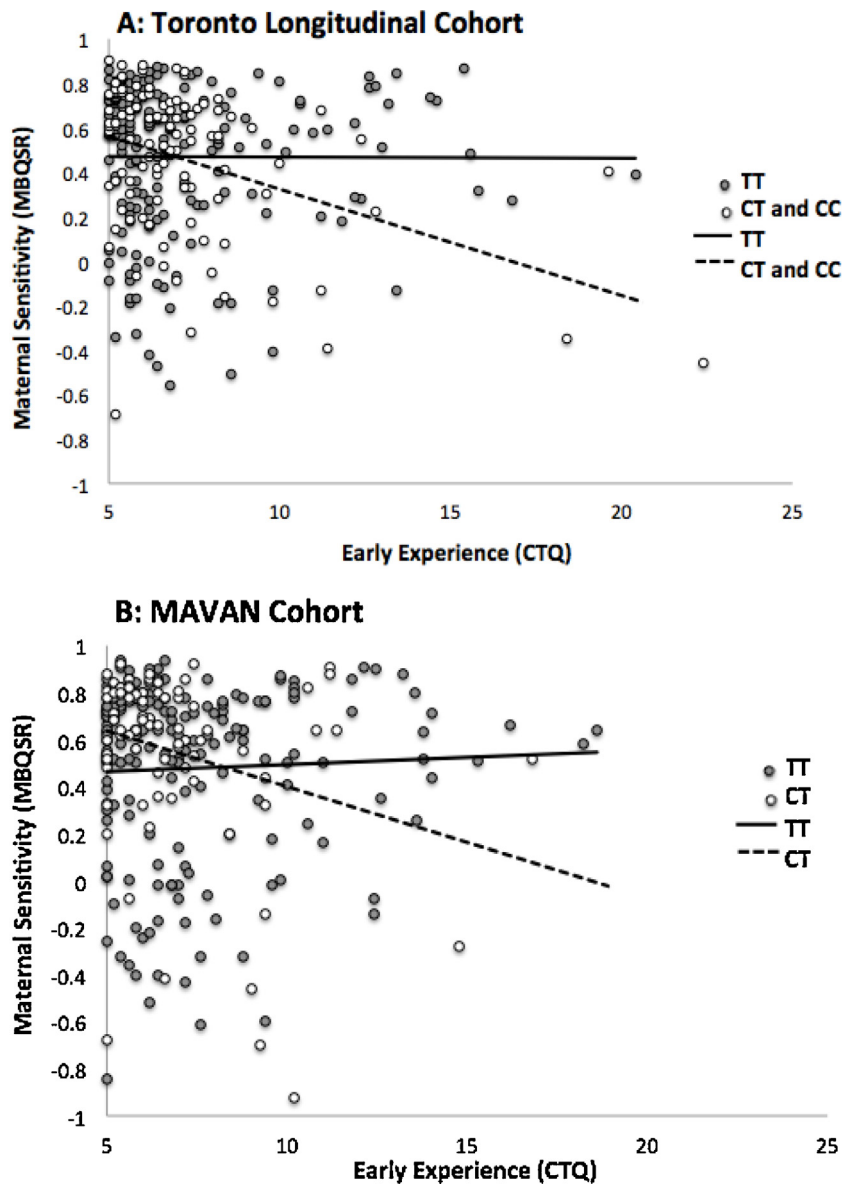 A: Toronto Longitudinal Cohort
Maternal Sensitivity (MBQSR)
1
0.8
0.6
0.4
0.2
0
-0.2
-0.4
-0.6
-0.8
-1
5
10
15
20
25
Early Experience (CTQ)
TT
CT and CC
TT
CT and CC
B: MAVAN Cohort
Maternal Sensitivity (MBQSR)
1
0.8
0.6
0.4
0.2
0
-0.2
-0.4
-0.6
-0.8
-1
5
10
15
20
25
Early Experience (CTQ)
TT
CT
TT
CT